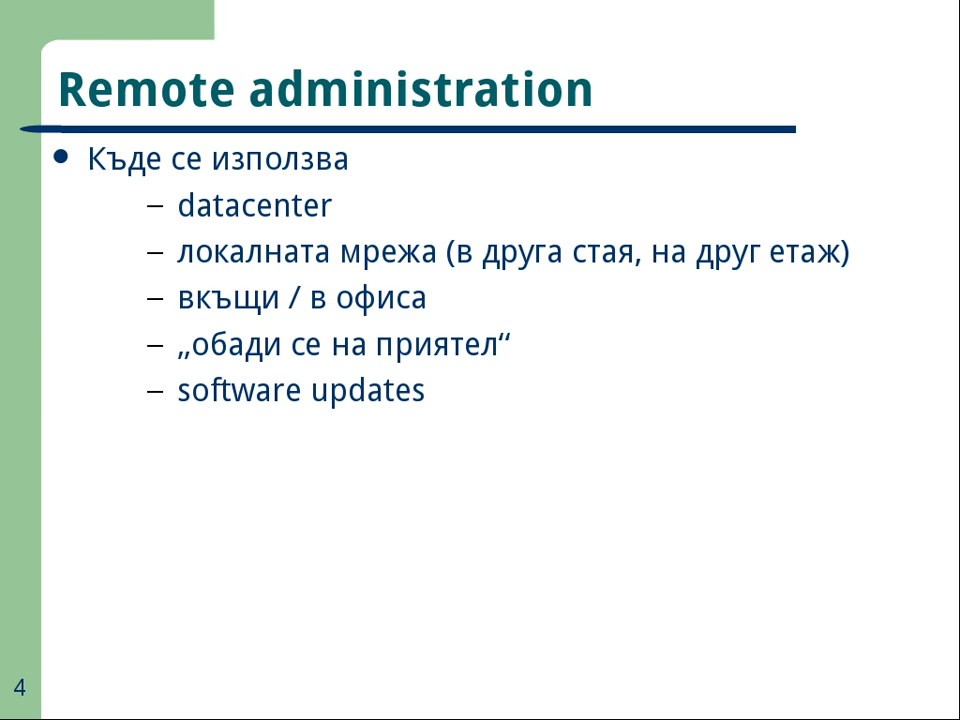 Remote administration
● Къде се използва
– datacenter
– локалната мрежа (в друга стая, на друг етаж)
– вкъщи / в офиса
– „обади се на приятел“
– software updates
4